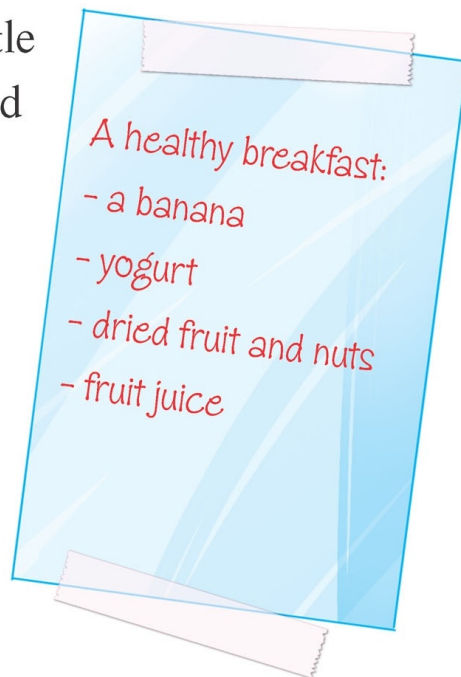 A healthy breakfast:
- a banana
- yogurt
- dried fruit and nuts
- fruit juice